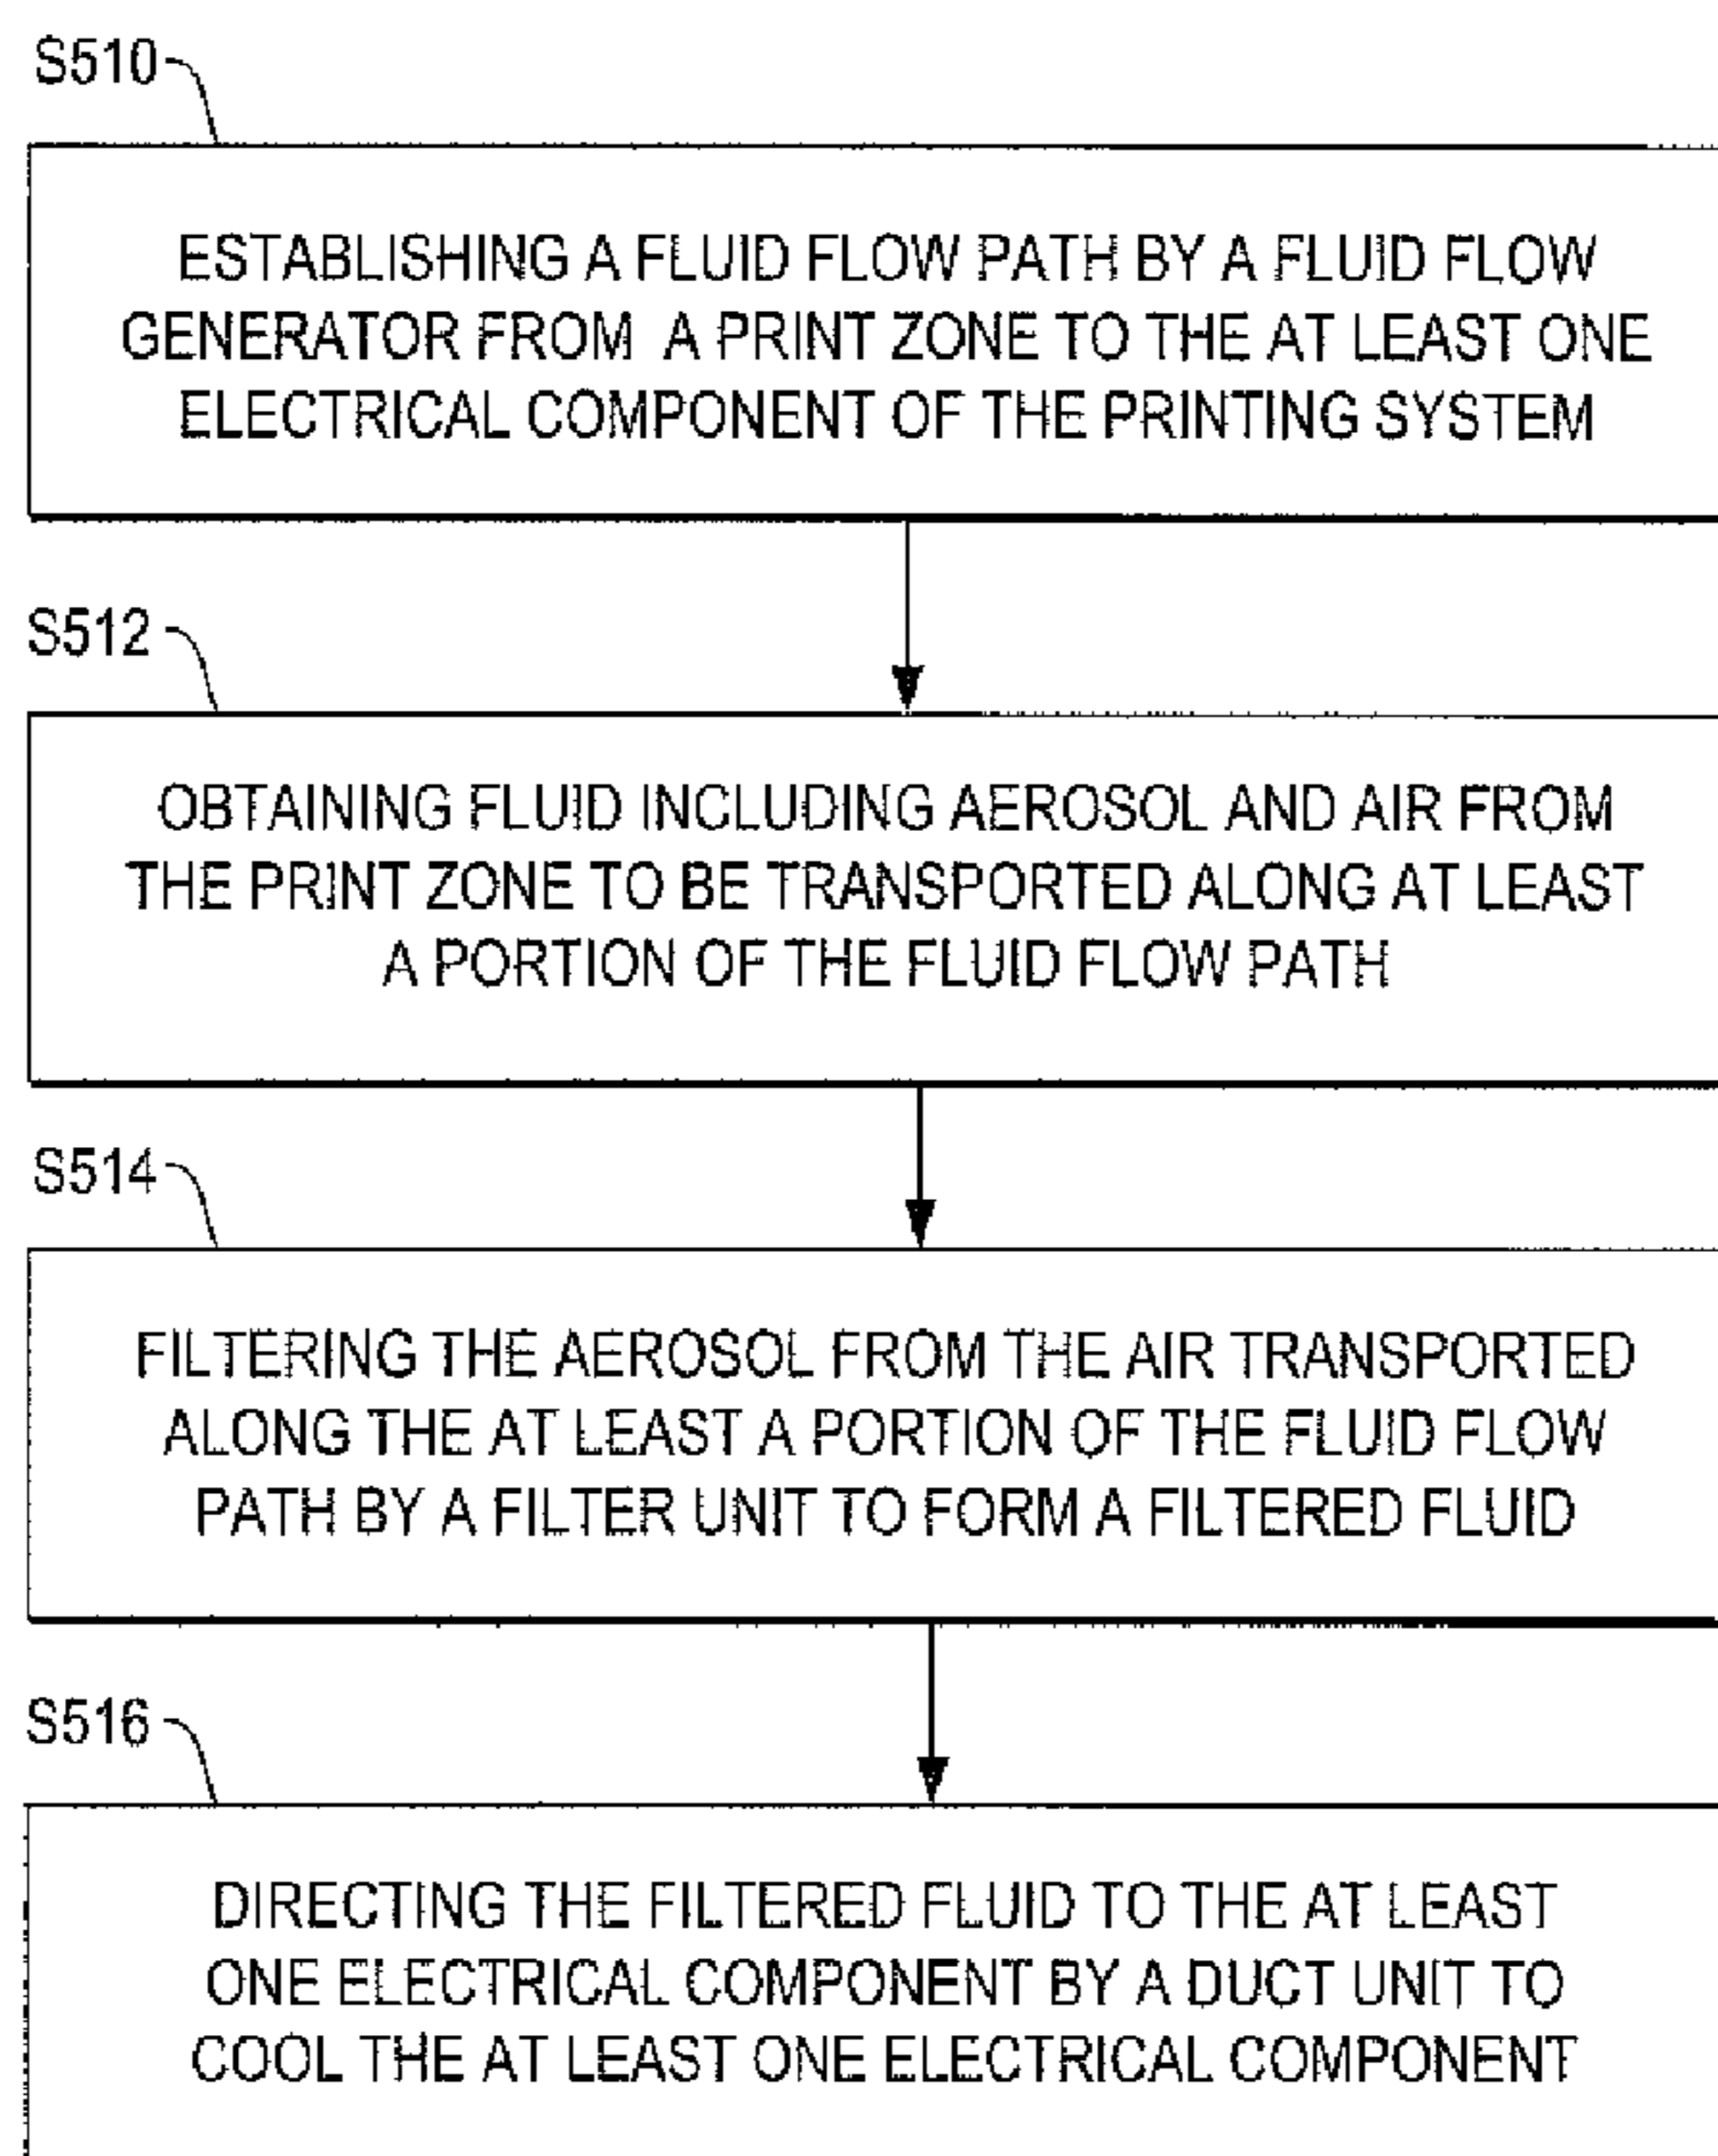 S510
ESTABLISHING A FLUID FLOW PATH BY A FLUID FLOW
GENERATOR FROM A PRINT ZONE TO THE AT LEAST ONE
ELECTRICAL COMPONENT OF THE PRINTING SYSTEM
S512
OBTAINING FLUID INCLUDING AEROSOL AND AIR FROM
THE PRINT ZONE TO BE TRANSPORTED ALONG AT LEAST
A PORTION OF THE FLUID FLOW PATH
S514
FILTERING THE AEROSOL FROM THE AIR TRANSPORTED
ALONG THE AT LEAST A PORTION OF THE FLUID FLOW
PATH BY A FILTER UNIT TO FORM A FILTERED FLUID
S516
DIRECTING THE FILTERED FLUID TO THE AT LEAST
ONE ELECTRICAL COMPONENT BY A DUCT UNIT TO
COOL THE AT LEAST ONE ELECTRICAL COMPONENT